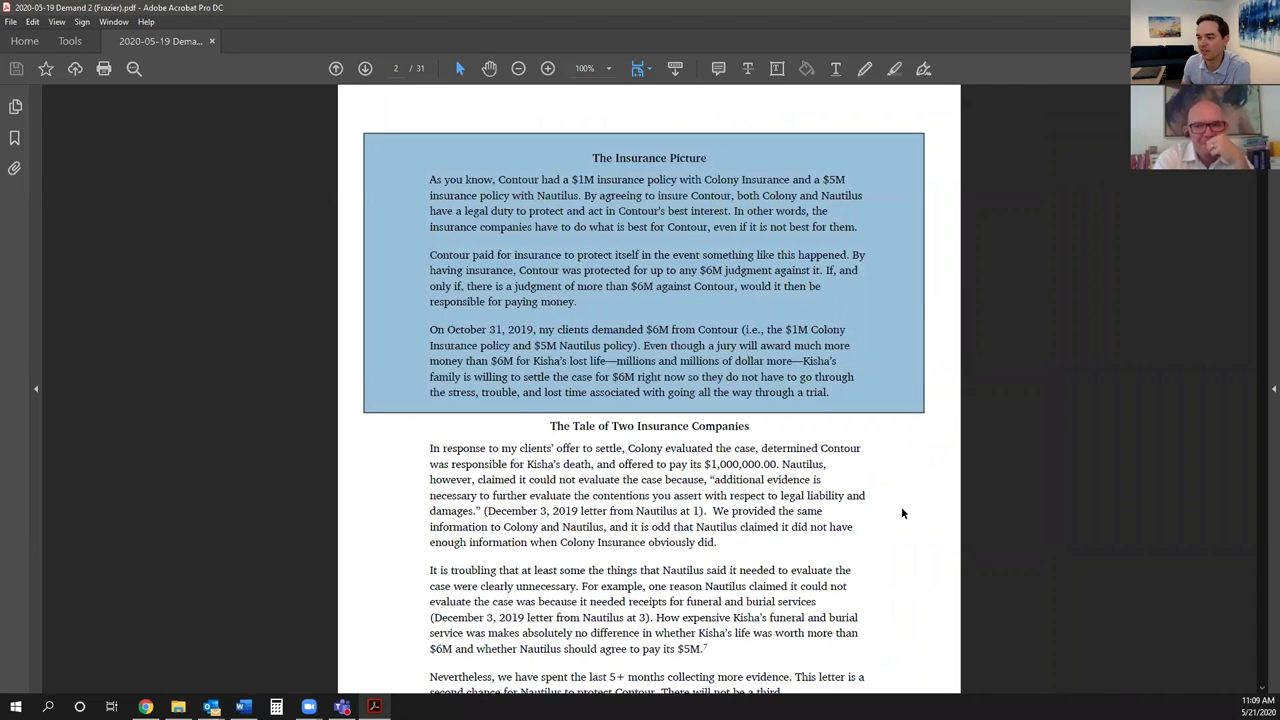 2020-05-19 Demand 2 (Frazier).pdf - Adobe Acrobat Pro DC
File Edit View Sign Window Help
Home Tools 2020-05-19 Dema... ×
2 / 31 100%
The Insurance Picture
As you know, Contour had a $1M insurance policy with Colony Insurance and a $5M
insurance policy with Nautilus. By agreeing to insure Contour, both Colony and Nautilus
have a legal duty to protect and act in Contour's best interest. In other words, the
insurance companies have to do what is best for Contour, even if it is not best for them.
Contour paid for insurance to protect itself in the event something like this happened. By
having insurance, Contour was protected for up to any $6M judgment against it. If, and
only if, there is a judgment of more than $6M against Contour, would it then be
responsible for paying money.
On October 31, 2019, my clients demanded $6M from Contour (i.e., the $1M Colony
Insurance policy and $5M Nautilus policy). Even though a jury will award much more
money than $6M for Kisha's lost life—millions and millions of dollar more—Kisha's
family is willing to settle the case for $6M right now so they do not have to go through
the stress, trouble, and lost time associated with going all the way through a trial.
The Tale of Two Insurance Companies
In response to my clients' offer to settle, Colony evaluated the case, determined Contour
was responsible for Kisha's death, and offered to pay its $1,000,000.00. Nautilus,
however, claimed it could not evaluate the case because, "additional evidence is
necessary to further evaluate the contentions you assert with respect to legal liability and
damages." (December 3, 2019 letter from Nautilus at 1). We provided the same
information to Colony and Nautilus, and it is odd that Nautilus claimed it did not have
enough information when Colony Insurance obviously did.
It is troubling that at least some the things that Nautilus said it needed to evaluate the
case were clearly unnecessary. For example, one reason Nautilus claimed it could not
evaluate the case was because it needed receipts for funeral and burial services
(December 3, 2019 letter from Nautilus at 3). How expensive Kisha's funeral and burial
service was makes absolutely no difference in whether Kisha's life was worth more than
$6M and whether Nautilus should agree to pay its $5M.7
Nevertheless, we have spent the last 5+ months collecting more evidence. This letter is a
second chance for Nautilus to protect Contour. There will not be a third.
11:09 AM
5/21/2020